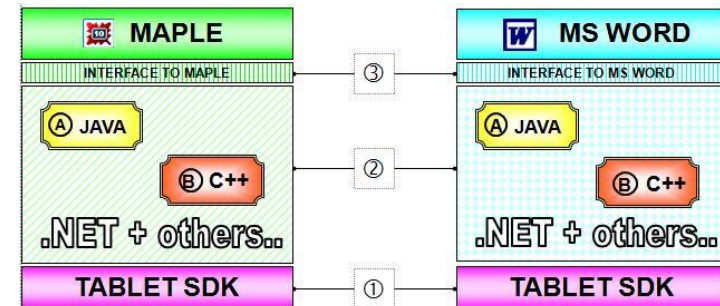 MAPLE
INTERFACE TO MAPLE
Ⓐ JAVA
Ⓑ C++
.NET + others..
TABLET SDK
③
②
①
W MS WORD
INTERFACE TO MS WORD
Ⓐ JAVA
Ⓑ C++
.NET + others..
TABLET SDK